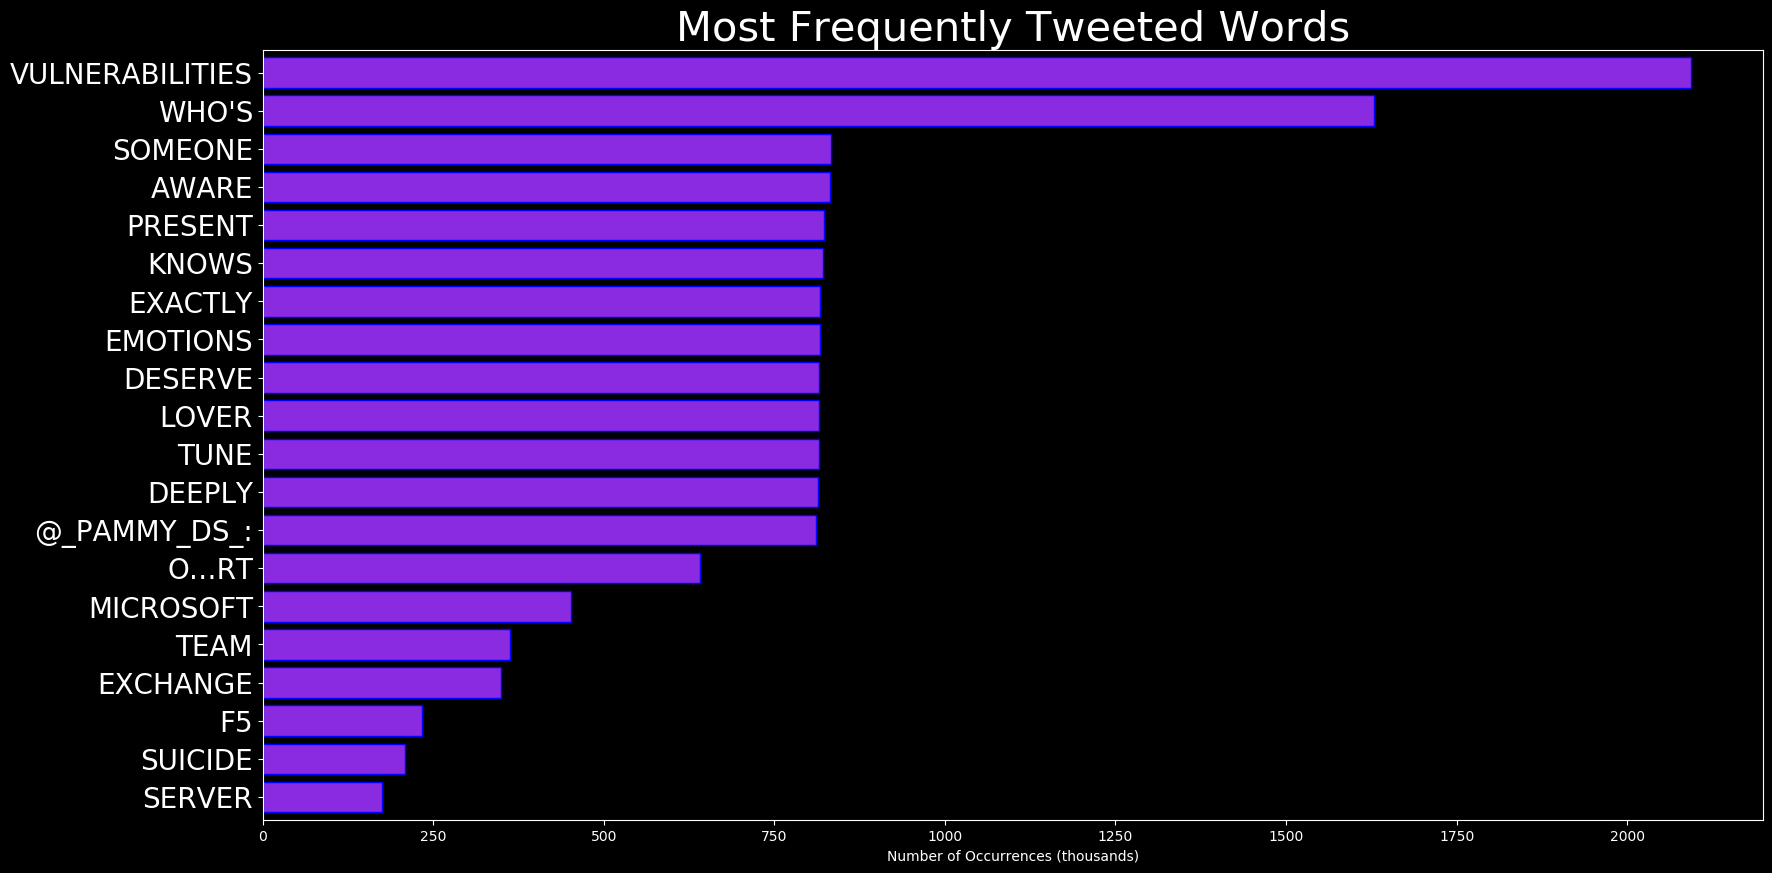 Most Frequently Tweeted Words
VULNERABILITIES
WHO'S
SOMEONE
AWARE
PRESENT
KNOWS
EXACTLY
EMOTIONS
DESERVE
LOVER
TUNE
DEEPLY
@_PAMMY_DS_:
O…RT
MICROSOFT
TEAM
EXCHANGE
F5
SUICIDE
SERVER
0 250 500 750 1000 1250 1500 1750 2000
Number of Occurrences (thousands)